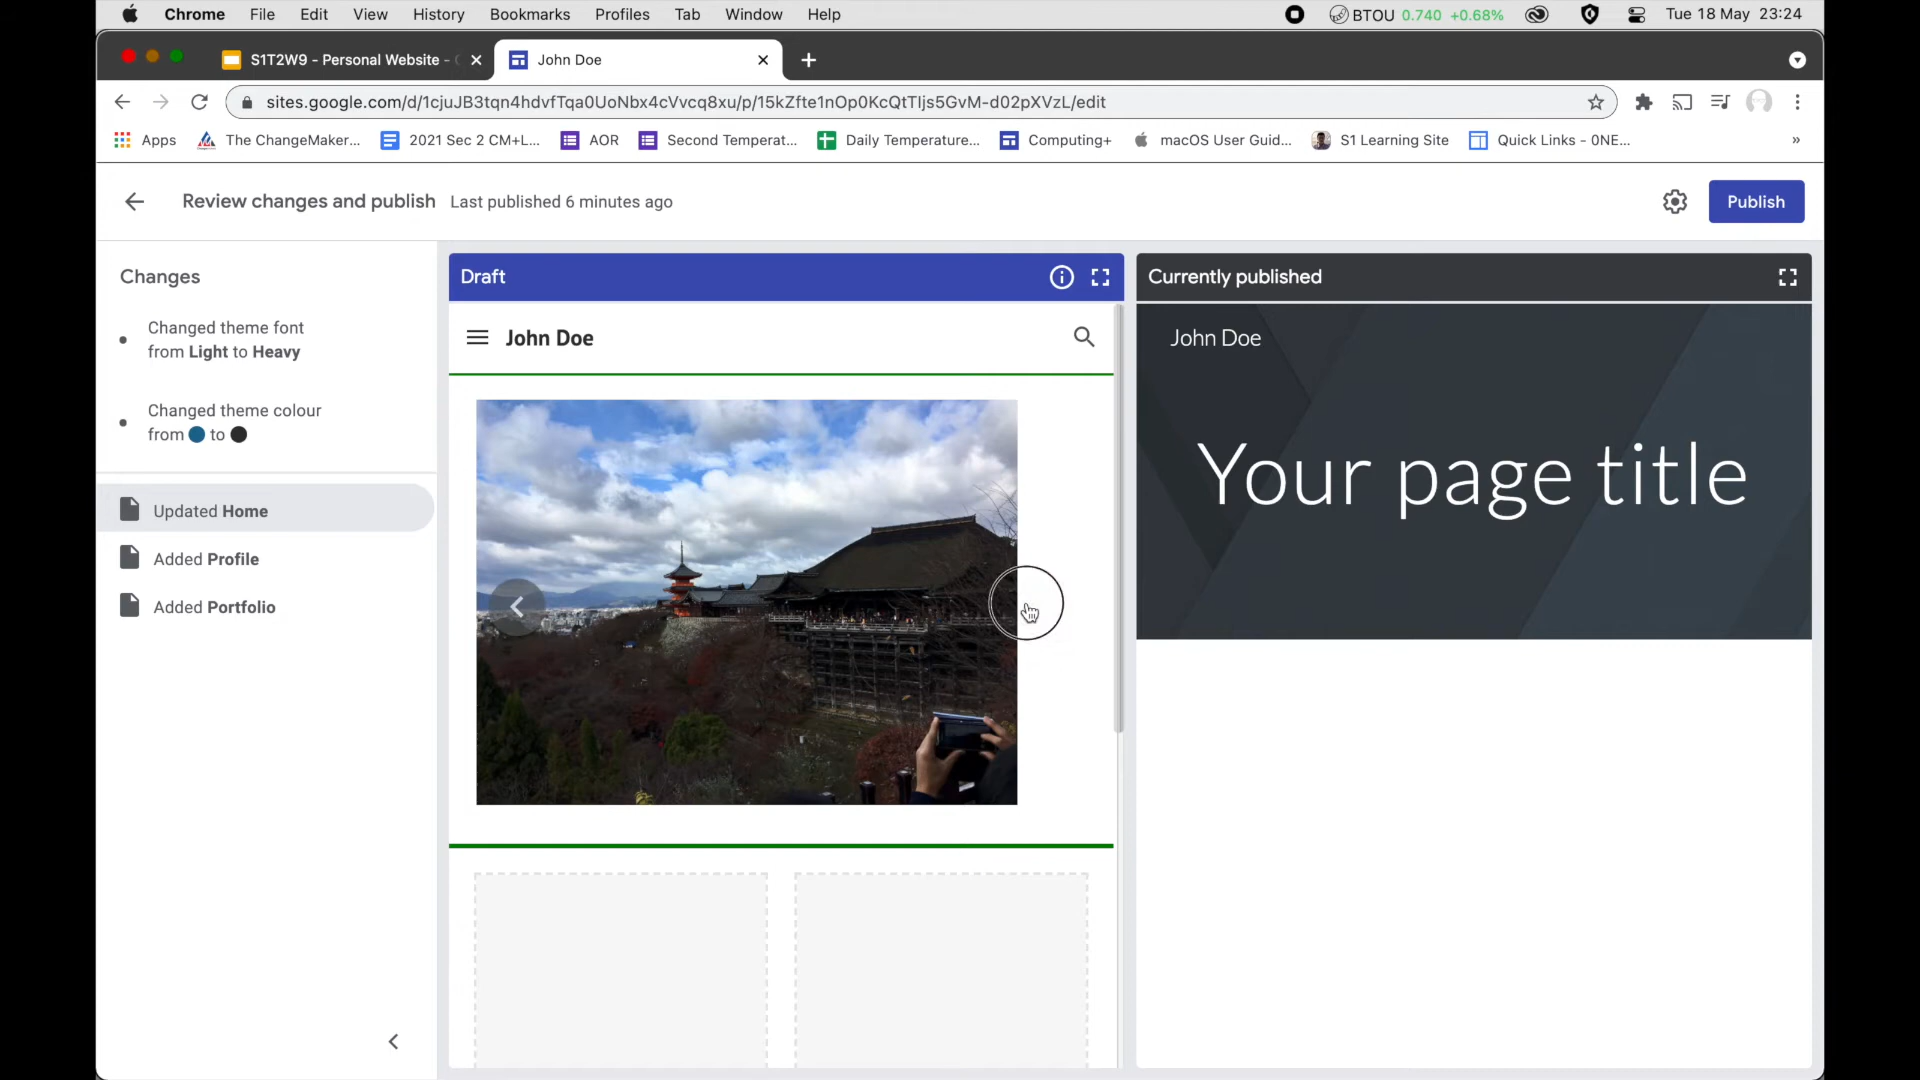 Chrome File Edit View History Bookmarks Profiles Tab Window Help BTOU 0.740 +0.68% Tue 18 May 23:24
S1T2W9 - Personal Website - John Doe
sites.google.com/d/1cjuJB3tqn4hdvfTqa0UoNbx4cVvcq8xu/p/15kZfte1nOp0KcQtTIjs5GvM-d02pXVzL/edit
Apps The ChangeMaker... 2021 Sec 2 CM+L... AOR Second Temperat... Daily Temperature... Computing+ macOS User Guid... S1 Learning Site Quick Links - 0NE... »
Review changes and publish Last published 6 minutes ago Publish
Changes
Changed theme font
from Light to Heavy
Changed theme colour
from to
Updated Home
Added Profile
Added Portfolio
Draft
John Doe
Currently published
John Doe
Your page title